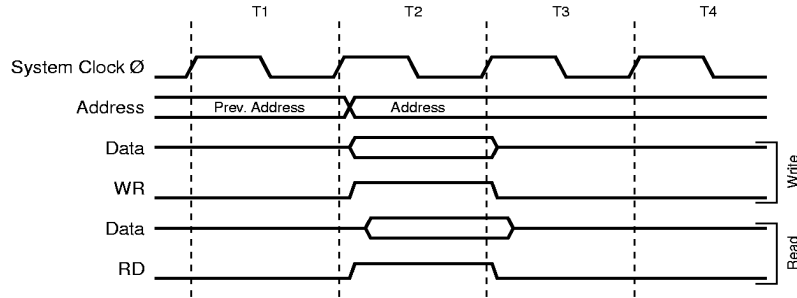 T1 T2 T3 T4
System Clock Ø
Address Prev. Address Address
Data
WR
Write
Data
RD
Read